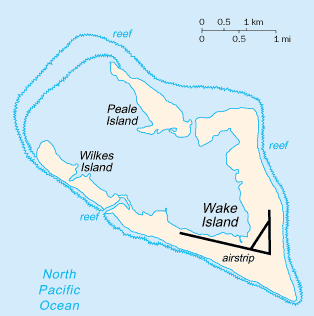 0 0.5 1 km
0 0.5 1 mi
reef
Peale
Island
reef
Wilkes
Island
Wake
Island
reef
airstrip
North
Pacific
Ocean